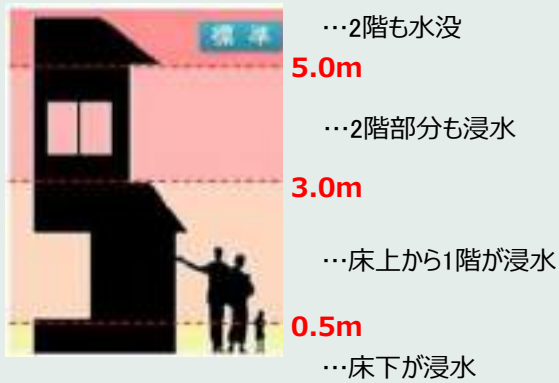 標準
…2階も水没
5.0m
…2階部分も浸水
3.0m
…床上から1階が浸水
0.5m
…床下が浸水